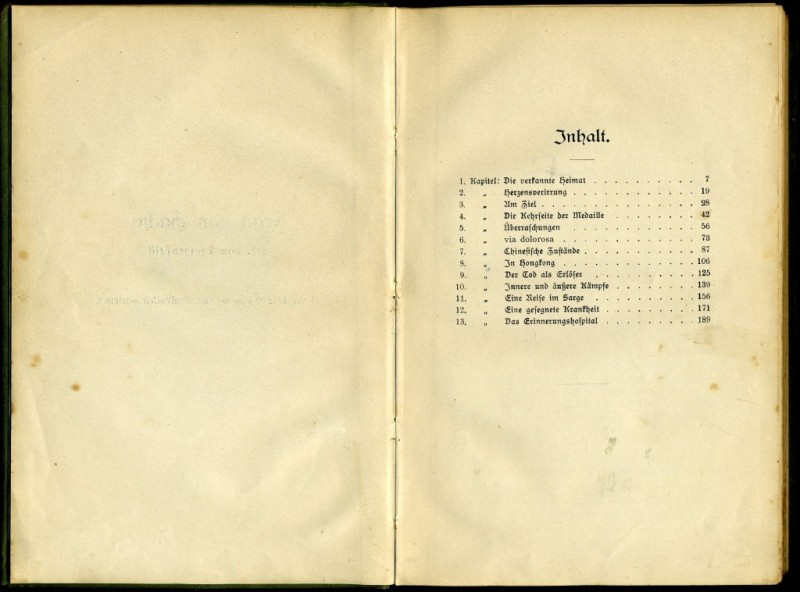 Inhalt.
1. Kapitel: Die verkannte Heimat . . . . . . . . . . 7
2. „ Herzensverirrung . . . . . . . . . . . . 19
3. „ Am Ziel . . . . . . . . . . . . . . . 28
4. „ Die Kehrseite der Medaille . . . . . . . . 42
5. „ Überraschungen . . . . . . . . . . . . 56
6. „ via dolorosa . . . . . . . . . . . . . 73
7. „ Chinesische Zustände . . . . . . . . . . . 87
8. „ In Hongkong . . . . . . . . . . . . . 106
9. „ Der Tod als Erlöser . . . . . . . . . . 125
10. „ Innere und äußere Kämpfe . . . . . . . . 139
11. „ Eine Reise im Sarge . . . . . . . . . . 156
12. „ Eine gesegnete Krankheit . . . . . . . . . 171
13. „ Das Erinnerungshospital . . . . . . . . . 189